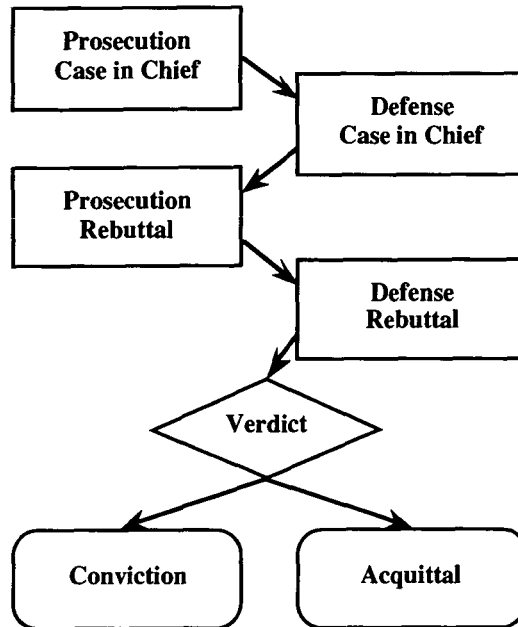 Prosecution
Case in Chief
Defense
Case in Chief
Prosecution
Rebuttal
Defense
Rebuttal
Verdict
Conviction
Acquittal